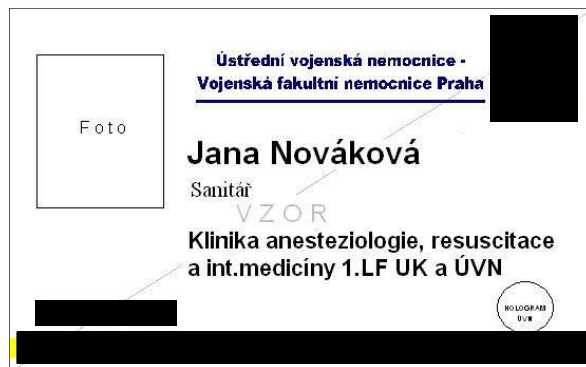 Ústřední vojenská nemocnice -
Vojenská fakultní nemocnice Praha
Foto
Jana Nováková
Sanitář
VZOR
Klinika anesteziologie, resuscitace
a int.medicíny 1.LF UK a ÚVN
HOLOGRAM
ÚVN